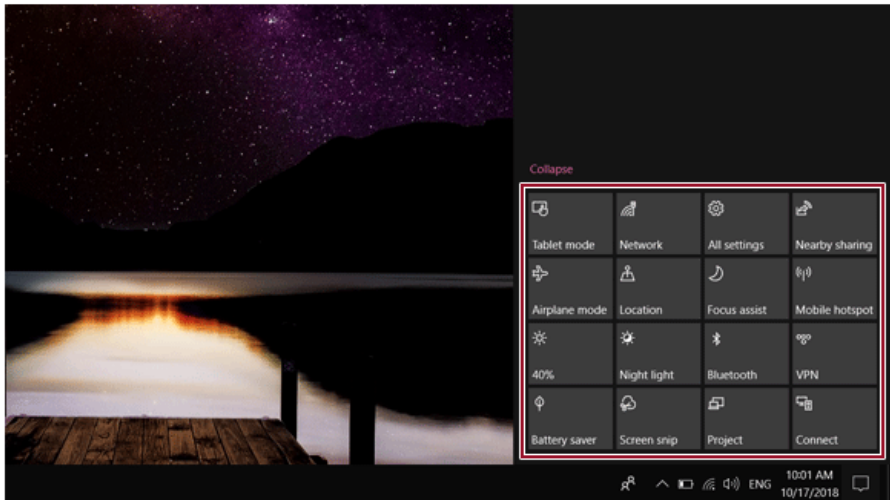 Collapse
Tablet mode Network All settings Nearby sharing
Airplane mode Location Focus assist Mobile hotspot
40% Night light Bluetooth VPN
Battery saver Screen snip Project Connect
ENG 10:01 AM
10/17/2018